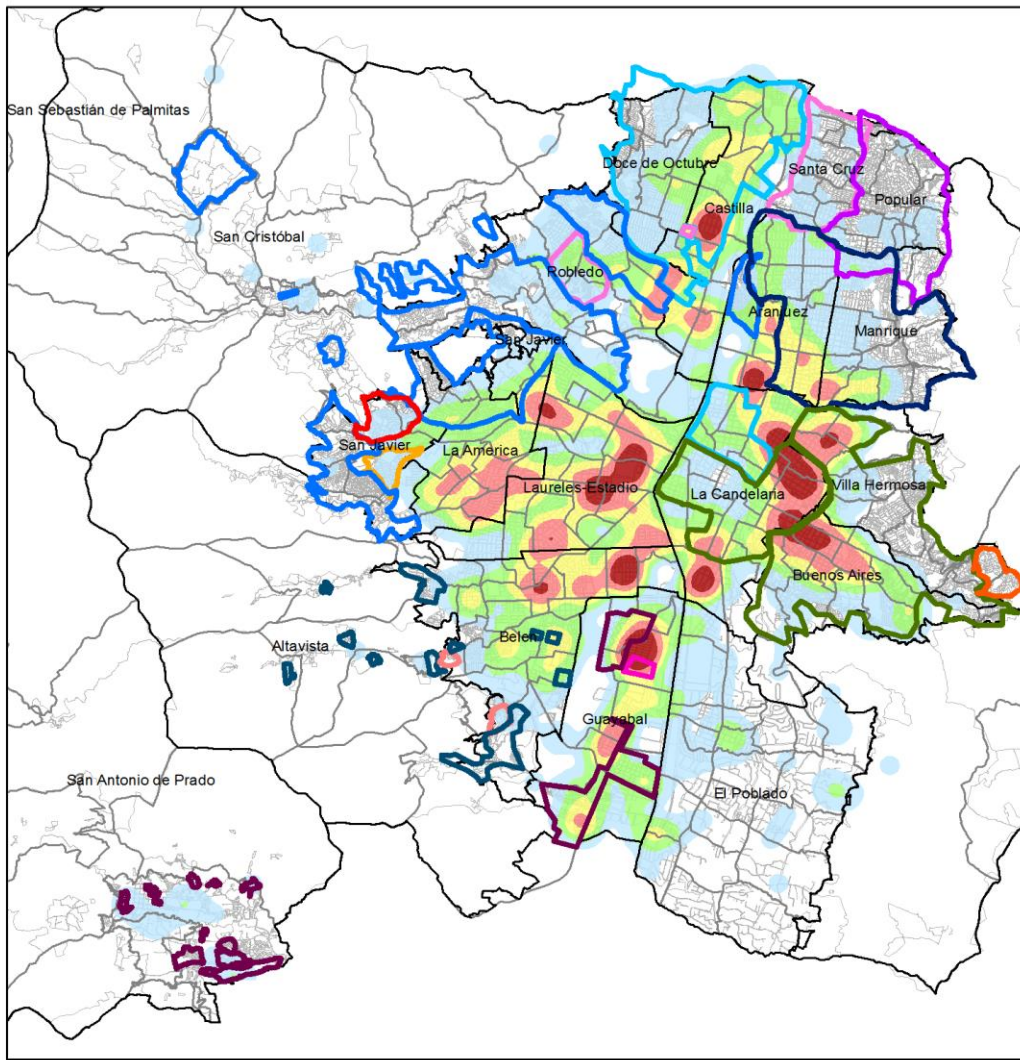 San Sebastián de Palmitas
Doce de Octubre
Santa Cruz
Popular
Castilla
San Cristóbal
Robledo
Aranjuez
Manrique
San Javier
San Javier
La América
Laureles-Estadio
La Candelaria
Villa Hermosa
Buenos Aires
Belén
Altavista
Guayabal
San Antonio de Prado
El Poblado